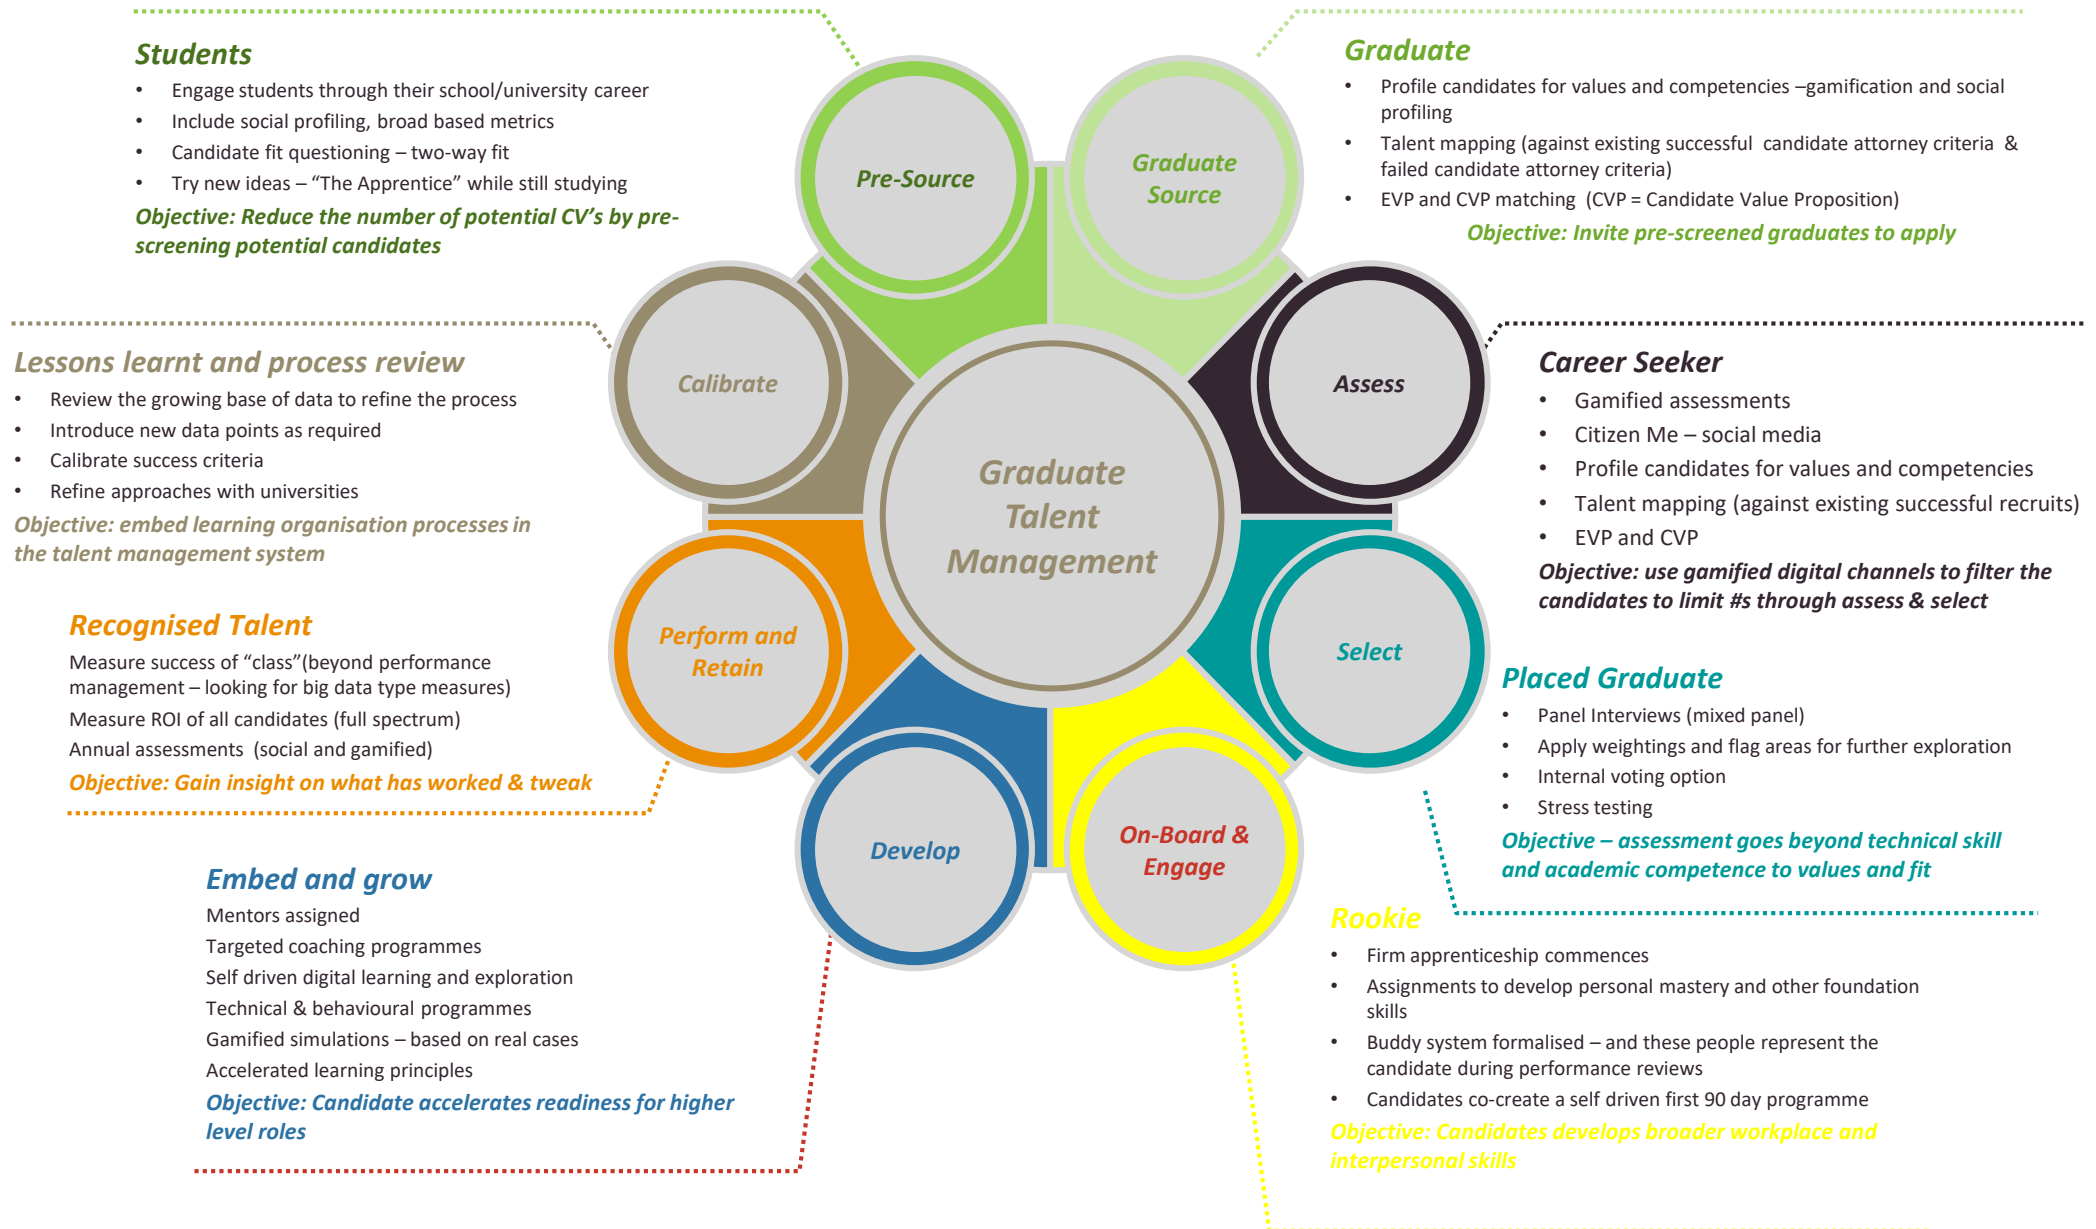 Students
• Engage students through their school/university career
• Include social profiling, broad based metrics
• Candidate fit questioning – two-way fit
• Try new ideas – “The Apprentice” while still studying
Objective: Reduce the number of potential CV’s by pre-
screening potential candidates
Pre-Source
Graduate
Source
Graduate
• Profile candidates for values and competencies –gamification and social
profiling
• Talent mapping (against existing successful candidate attorney criteria &
failed candidate attorney criteria)
• EVP and CVP matching (CVP = Candidate Value Proposition)
Objective: Invite pre-screened graduates to apply
Lessons learnt and process review
• Review the growing base of data to refine the process
• Introduce new data points as required
• Calibrate success criteria
• Refine approaches with universities
Objective: embed learning organisation processes in
the talent management system
Calibrate
Graduate
Talent
Management
Assess
Career Seeker
• Gamified assessments
• Citizen Me – social media
• Profile candidates for values and competencies
• Talent mapping (against existing successful recruits)
• EVP and CVP
Objective: use gamified digital channels to filter the
candidates to limit #s through assess & select
Recognised Talent
Measure success of “class”(beyond performance
management – looking for big data type measures)
Measure ROI of all candidates (full spectrum)
Annual assessments (social and gamified)
Objective: Gain insight on what has worked & tweak
Perform and
Retain
Select
Placed Graduate
• Panel Interviews (mixed panel)
• Apply weightings and flag areas for further exploration
• Internal voting option
• Stress testing
Objective – assessment goes beyond technical skill
and academic competence to values and fit
Embed and grow
Mentors assigned
Targeted coaching programmes
Self driven digital learning and exploration
Technical & behavioural programmes
Gamified simulations – based on real cases
Accelerated learning principles
Objective: Candidate accelerates readiness for higher
level roles
Develop
On-Board &
Engage
Rookie
• Firm apprenticeship commences
• Assignments to develop personal mastery and other foundation
skills
• Buddy system formalised – and these people represent the
candidate during performance reviews
• Candidates co-create a self driven first 90 day programme
Objective: Candidates develops broader workplace and
interpersonal skills